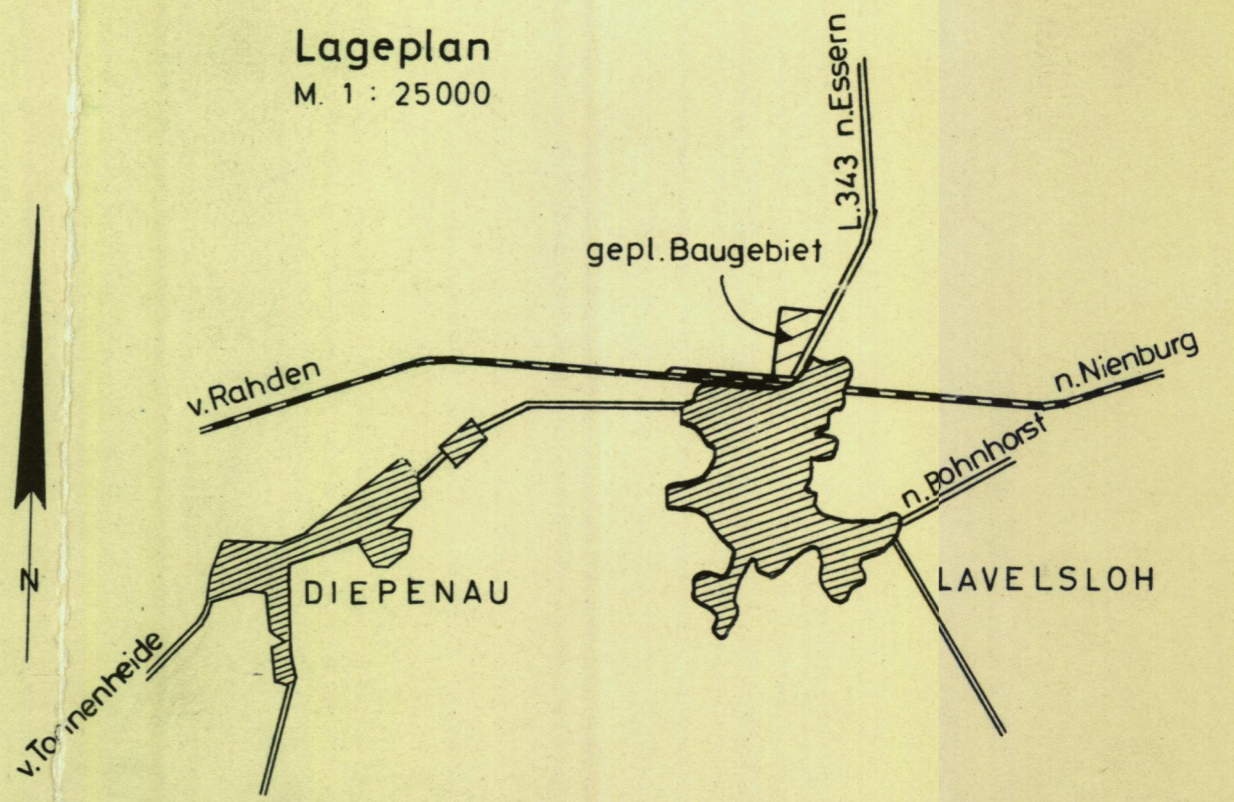 Lageplan
M. 1 : 25000
L.343 n.Essern
gepl.Baugebiet
v.Rahden
n.Nienburg
n.Bohnhorst
N
DIEPENAU
LAVELSLOH
v.Tonnenheide